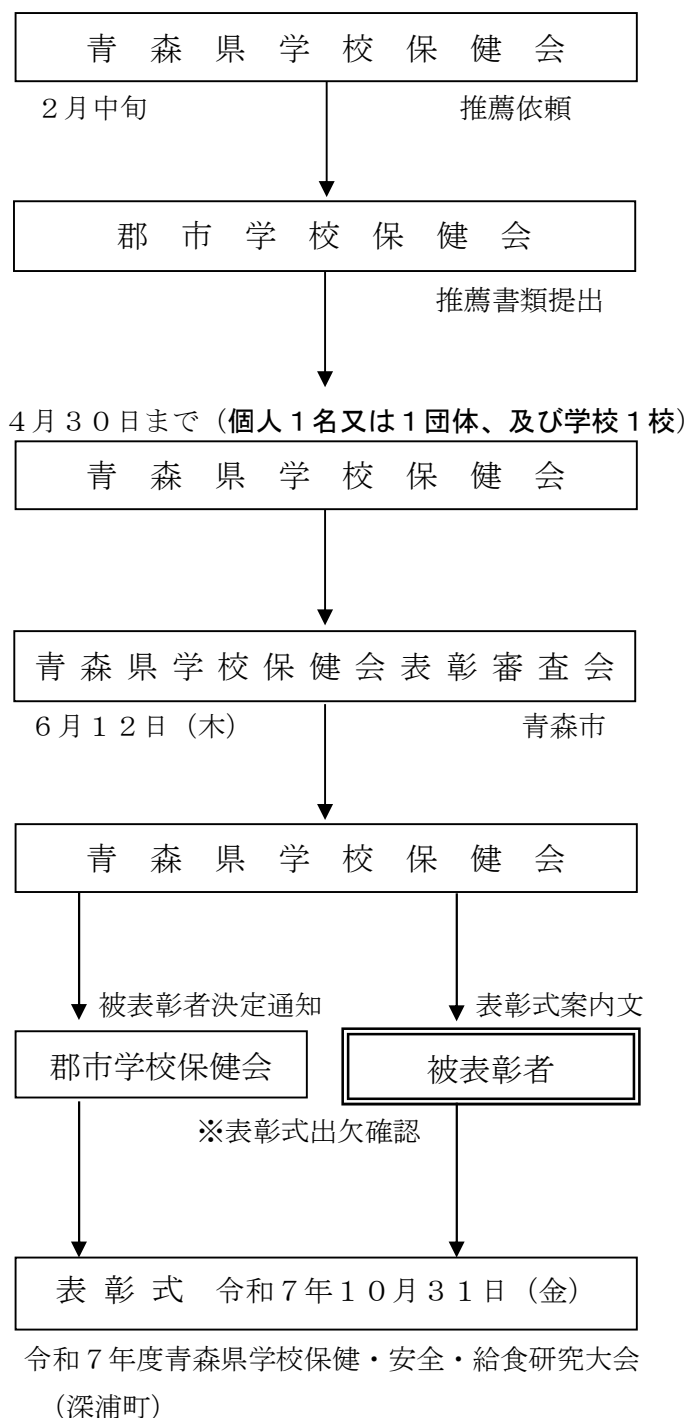 青森県学校保健会
２月中旬　推薦依頼
郡市学校保健会
推薦書類提出
４月３０日まで（個人１名又は１団体、及び学校１校）
青森県学校保健会
青森県学校保健会表彰審査会
６月１２日（木）　青森市
青森県学校保健会
被表彰者決定通知　表彰式案内文
郡市学校保健会　被表彰者
※表彰式出欠確認
表彰式　令和７年１０月３１日（金）
令和７年度青森県学校保健・安全・給食研究大会
（深浦町）